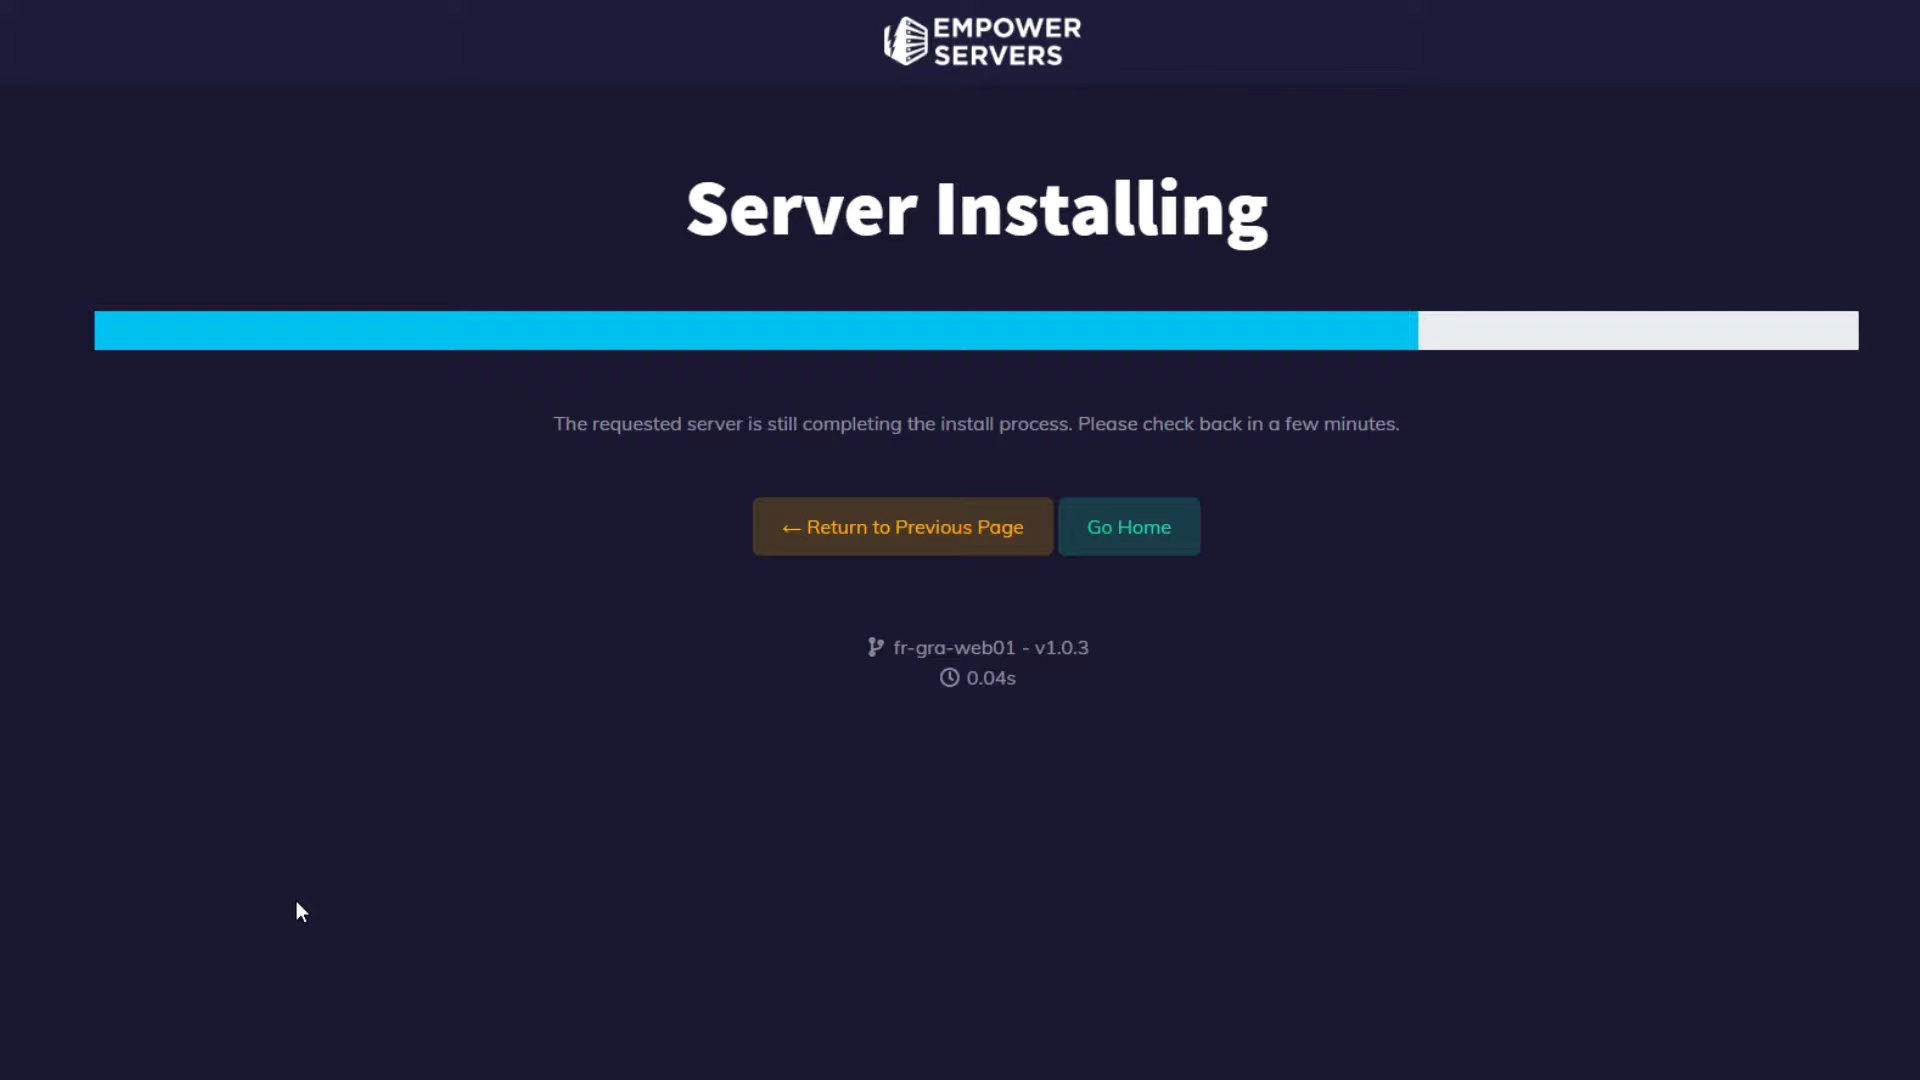 EMPOWER
SERVERS
Server Installing
The requested server is still completing the install process. Please check back in a few minutes.
← Return to Previous Page
Go Home
fr-gra-web01 - v1.0.3
0.04s